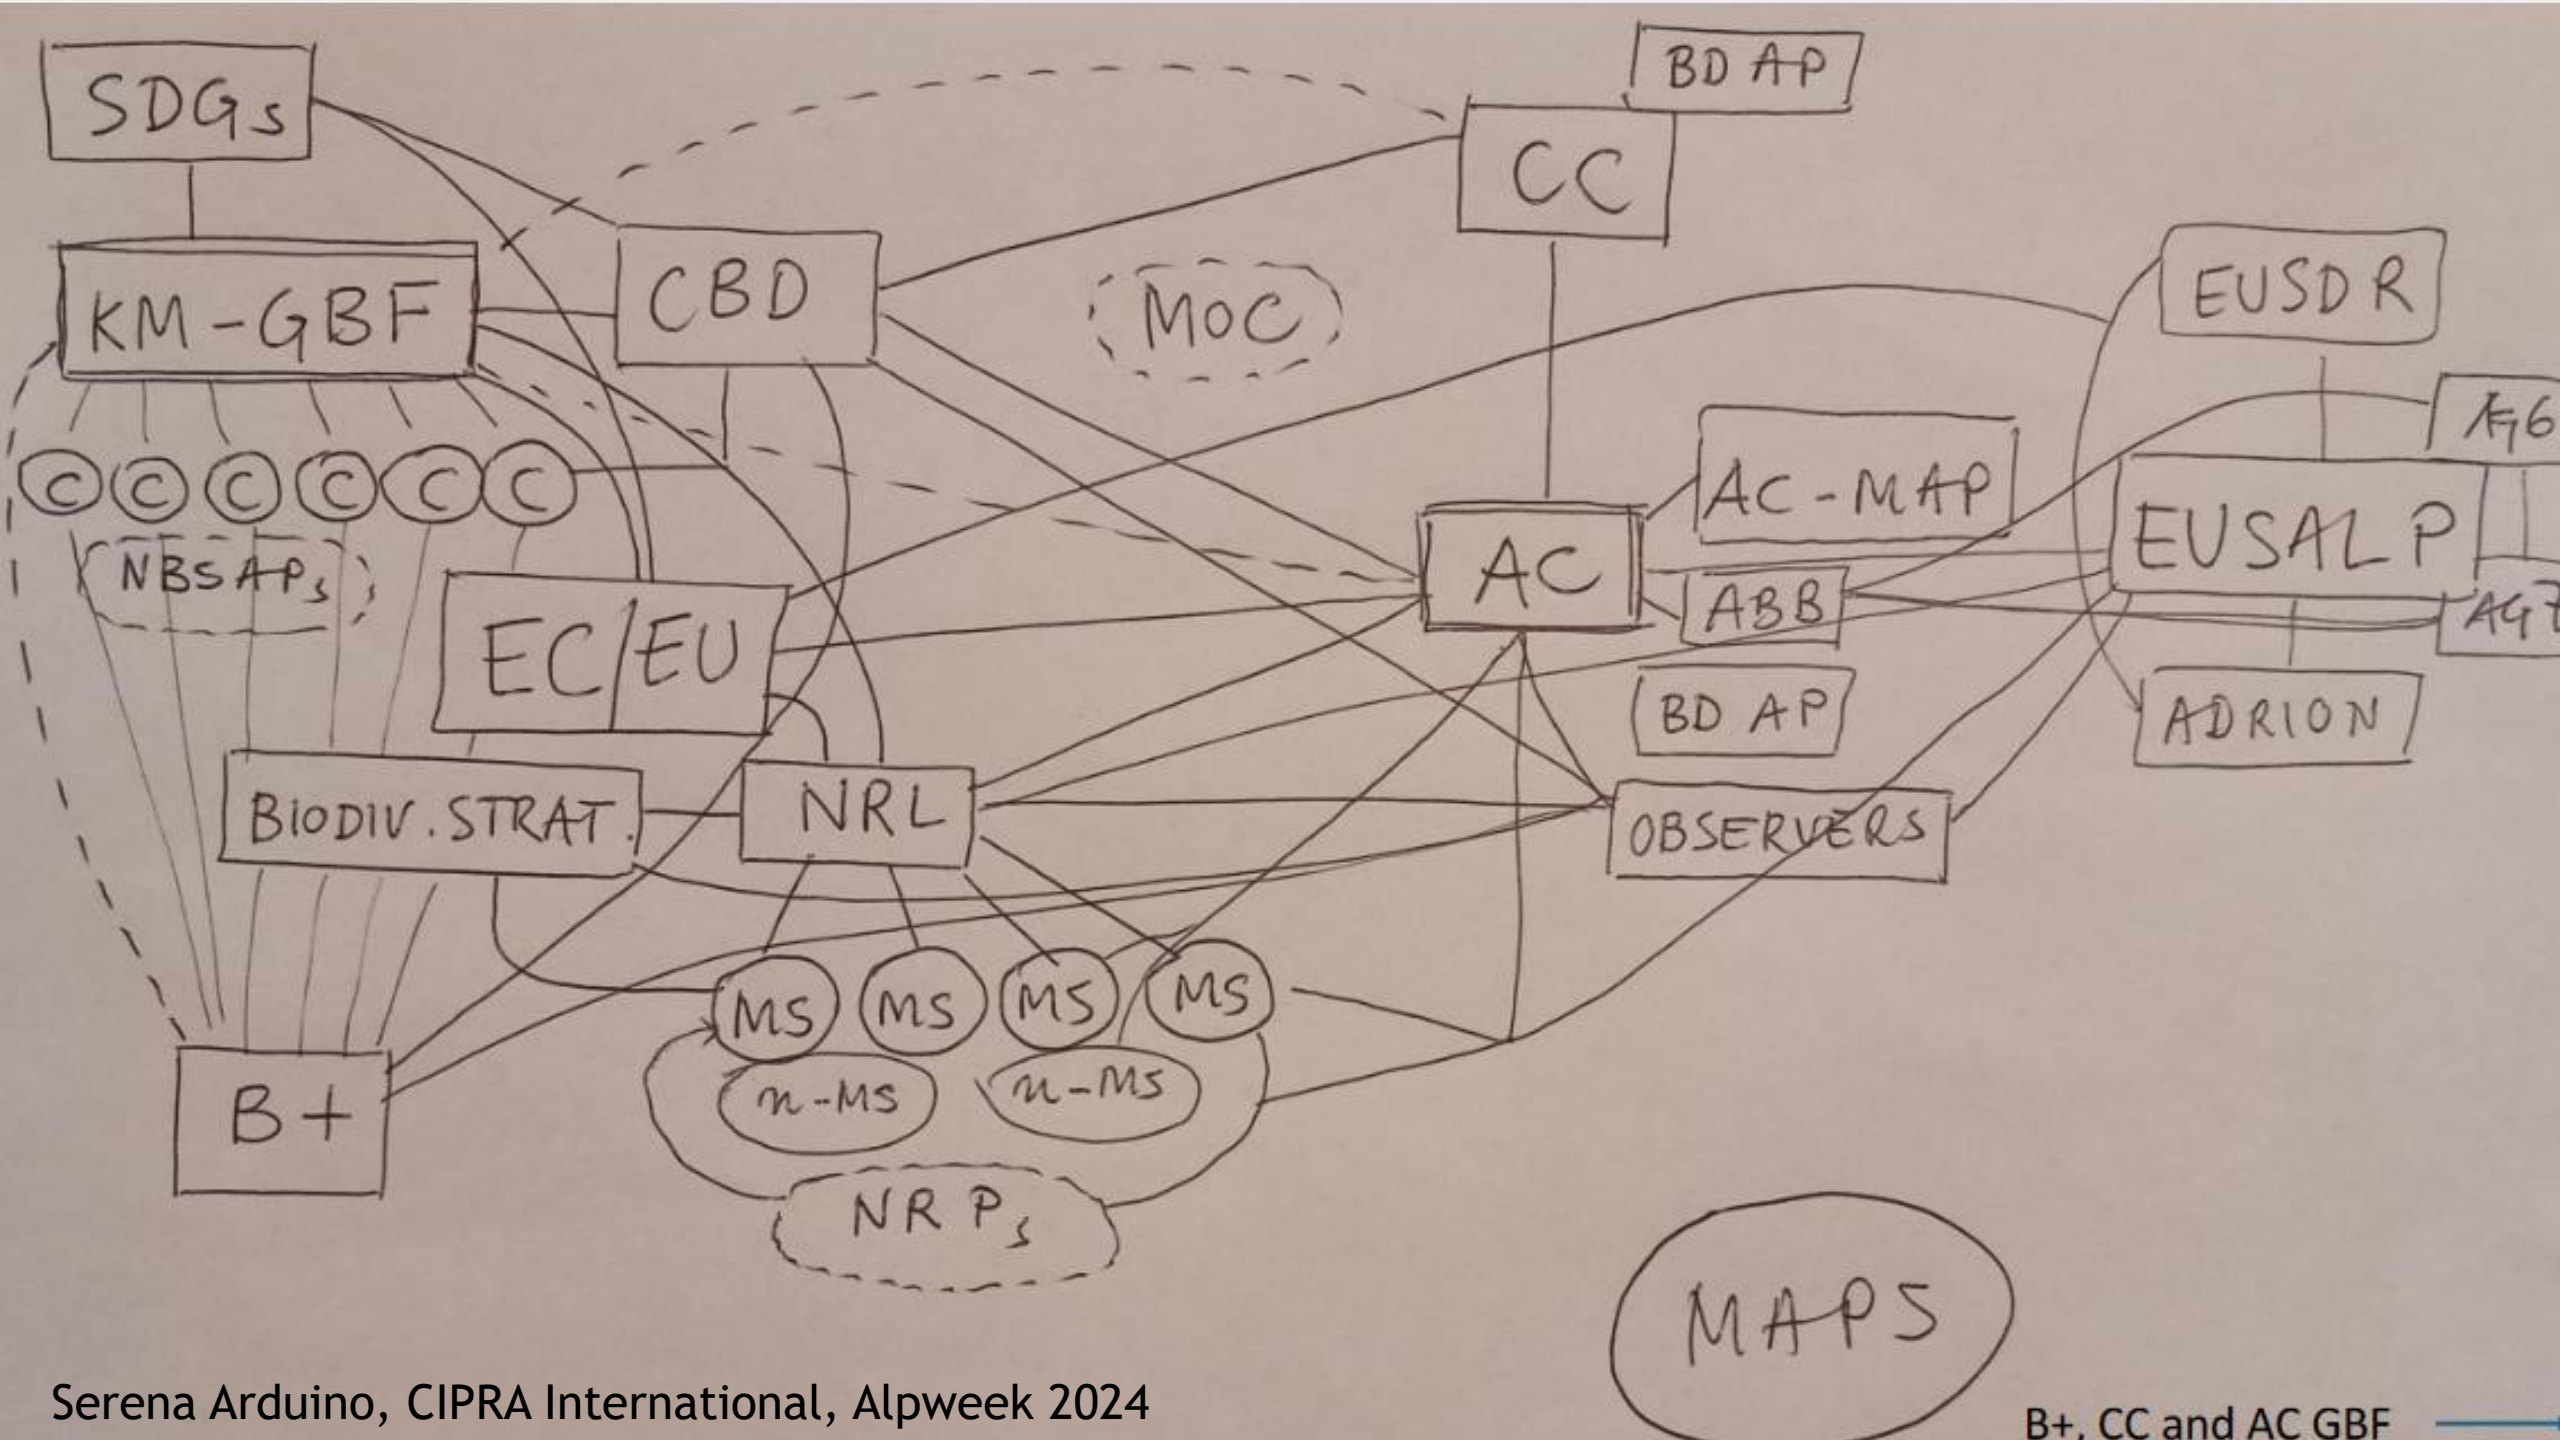 SDGs
BD AP
CC
KM-GBF
CBD
MoC
EUSDR
C C C C C C
AG6
AC-MAP
NBSAPs
AC
EUSALP
EC/EU
ABB
AG7
BD AP
ADRION
BIODIV. STRAT.
NRL
OBSERVERS
MS MS MS MS
B+
n-MS n-MS
NRPs
MAPS
Serena Arduino, CIPRA International, Alpweek 2024
B+, CC and AC GBF